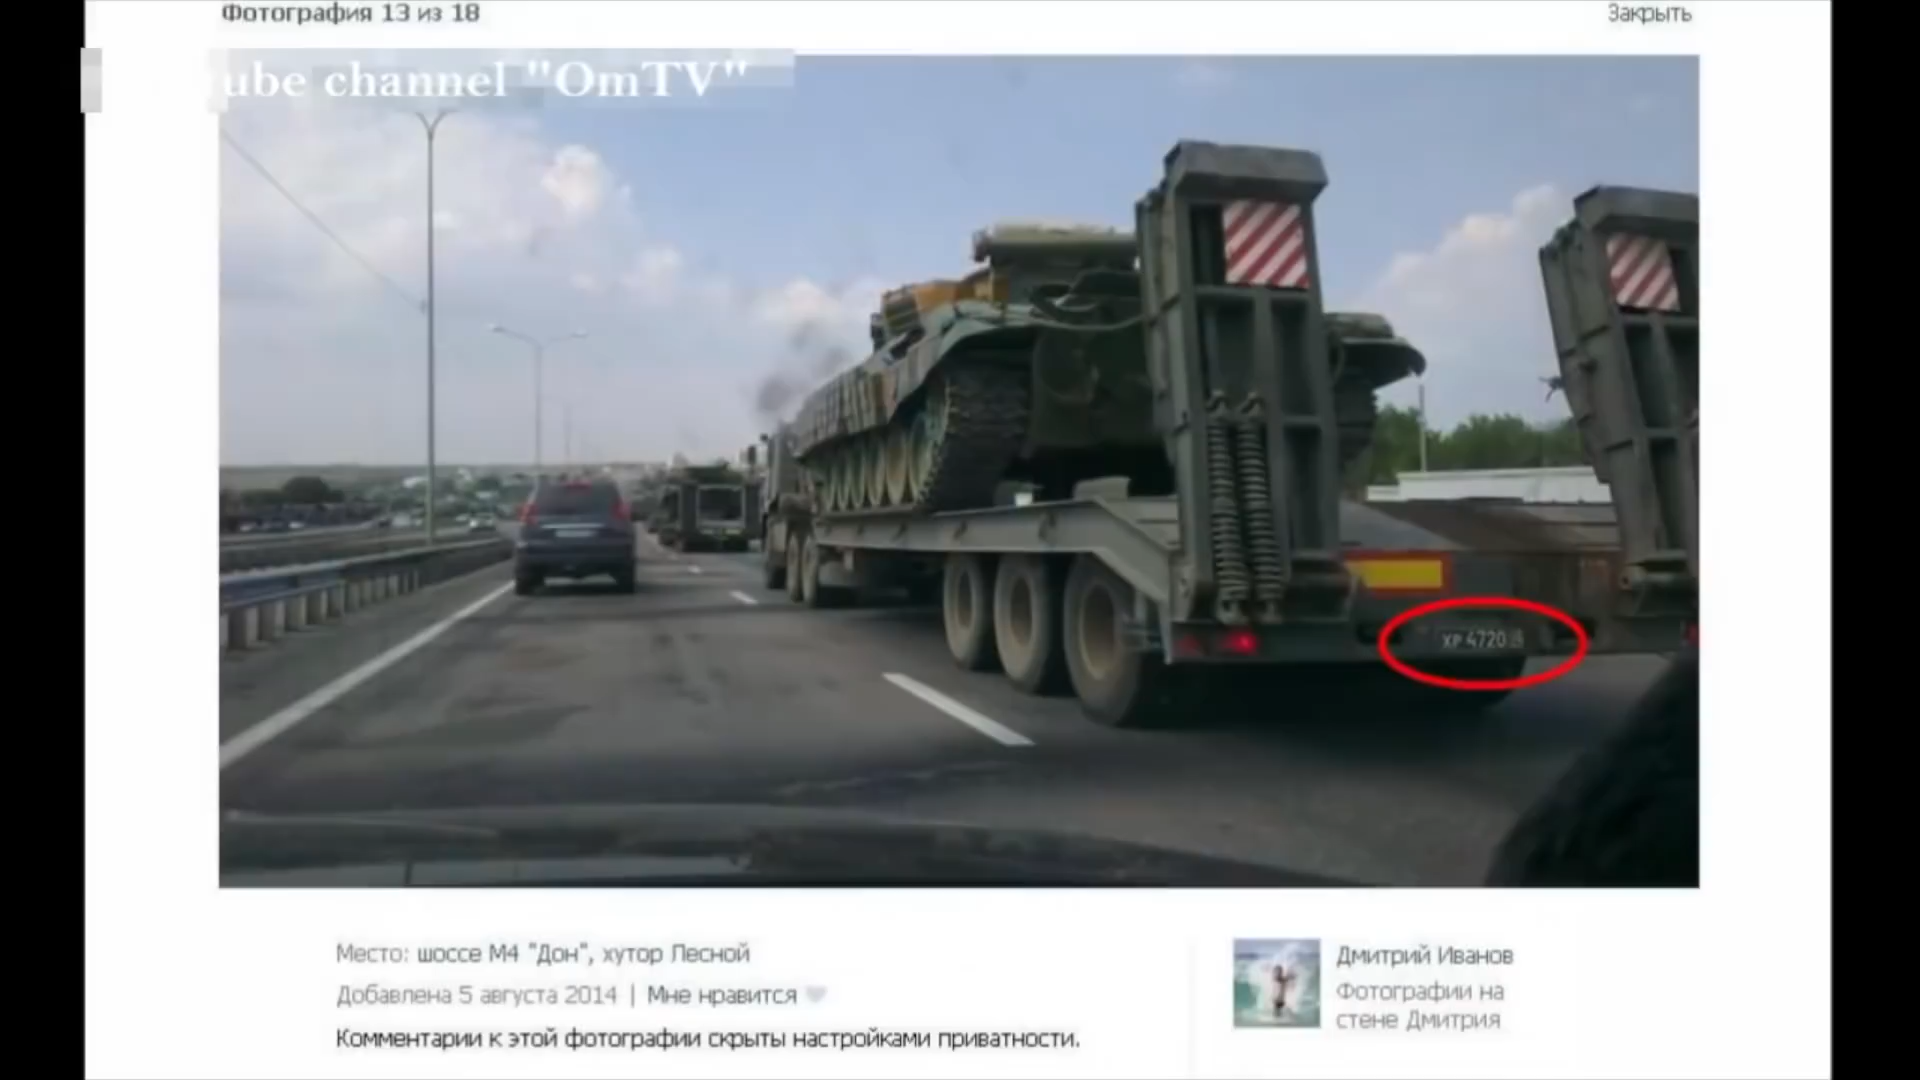 Фотография 13 из 18
Закрыть
ube channel "OmTV"
ХР 4720
Место: шоссе М4 "Дон", хутор Лесной
Добавлена 5 августа 2014 | Мне нравится
Комментарии к этой фотографии скрыты настройками приватности.
Дмитрий Иванов
Фотографии на
стене Дмитрия